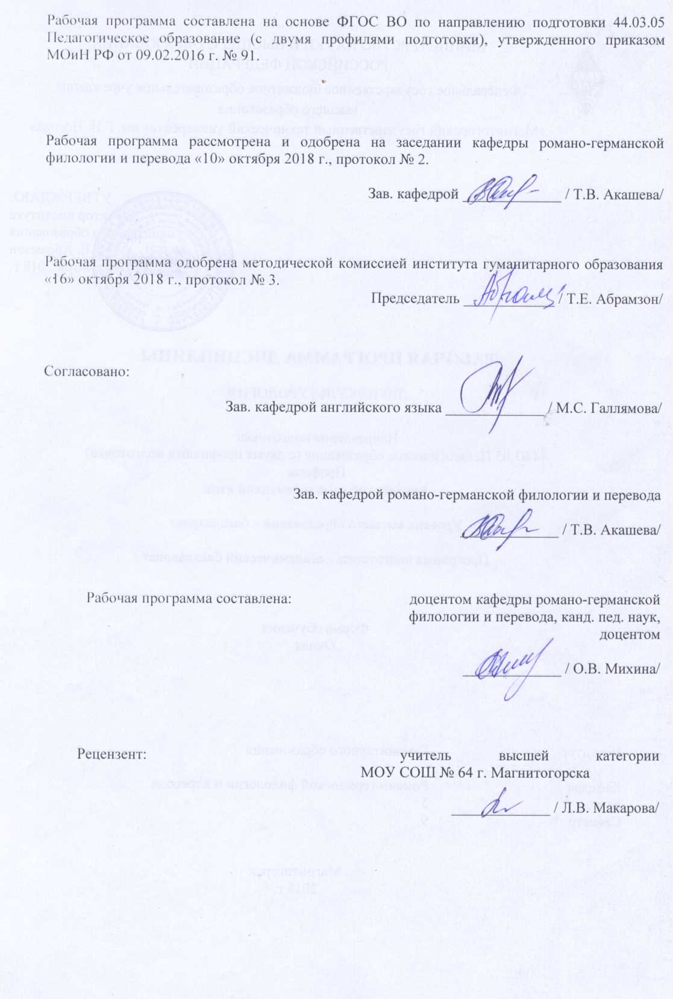 Рабочая программа составлена на основе ФГОС ВО по направлению подготовки 44.03.05
Педагогическое образование (с двумя профилями подготовки), утвержденного приказом
МОиН РФ от 09.02.2016 г. № 91.
Рабочая программа рассмотрена и одобрена на заседании кафедры романо-германской
филологии и перевода «10» октября 2018 г., протокол № 2.
Зав. кафедрой / Т.В. Акашева/
Рабочая программа одобрена методической комиссией института гуманитарного образования
«16» октября 2018 г., протокол № 3.
Председатель / Т.Е. Абрамзон/
Согласовано:
Зав. кафедрой английского языка / М.С. Галлямова/
Зав. кафедрой романо-германской филологии и перевода
/ Т.В. Акашева/
Рабочая программа составлена: доцентом кафедры романо-германской
филологии и перевода, канд. пед. наук,
доцентом
/ О.В. Михина/
Рецензент: учитель высшей категории
МОУ СОШ № 64 г. Магнитогорска
/ Л.В. Макарова/